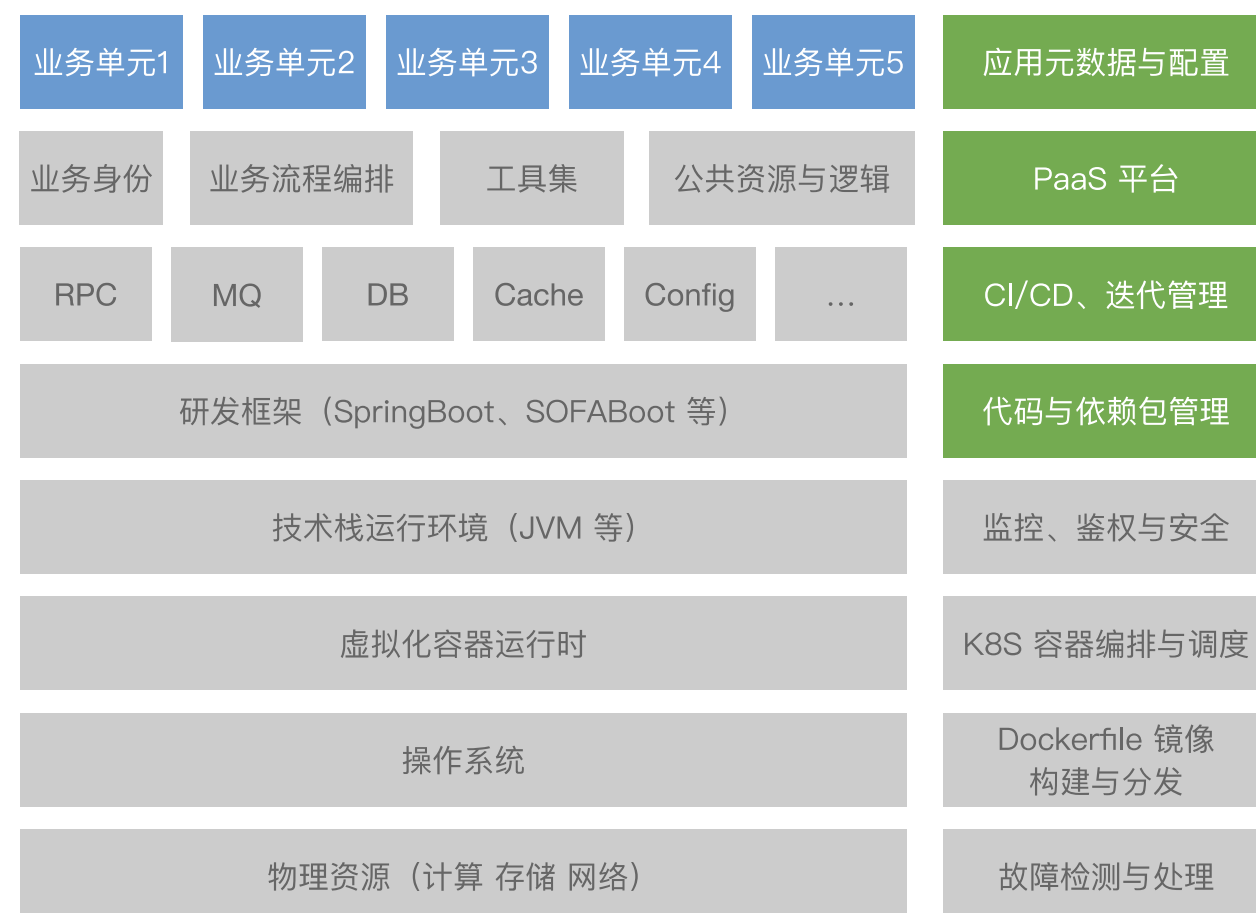 业务单元1
业务单元2
业务单元3
业务单元4
业务单元5
应用元数据与配置
业务身份
业务流程编排
工具集
公共资源与逻辑
PaaS 平台
RPC
MQ
DB
Cache
Config
...
CI/CD、迭代管理
研发框架（SpringBoot、SOFABoot 等）
代码与依赖包管理
技术栈运行环境（JVM 等）
监控、鉴权与安全
虚拟化容器运行时
K8S 容器编排与调度
操作系统
Dockerfile 镜像
构建与分发
物理资源（计算 存储 网络）
故障检测与处理